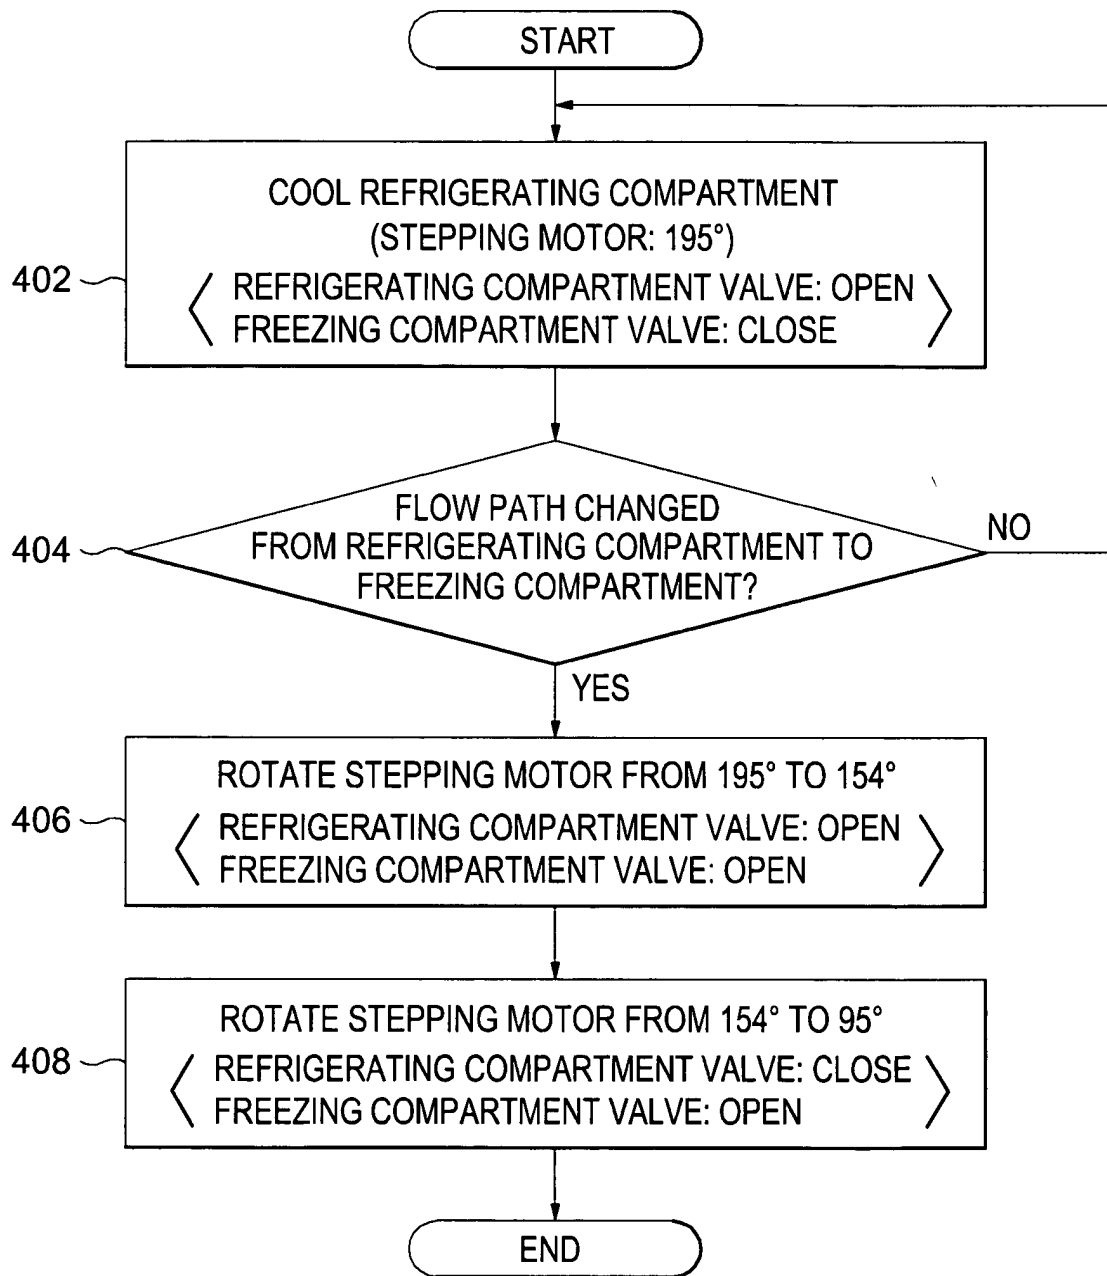 START
COOL REFRIGERATING COMPARTMENT
(STEPPING MOTOR: 195°)
402
REFRIGERATING COMPARTMENT VALVE: OPEN
FREEZING COMPARTMENT VALVE: CLOSE
404
FLOW PATH CHANGED
FROM REFRIGERATING COMPARTMENT TO
FREEZING COMPARTMENT?
NO
YES
ROTATE STEPPING MOTOR FROM 195° TO 154°
406
REFRIGERATING COMPARTMENT VALVE: OPEN
FREEZING COMPARTMENT VALVE: OPEN
ROTATE STEPPING MOTOR FROM 154° TO 95°
408
REFRIGERATING COMPARTMENT VALVE: CLOSE
FREEZING COMPARTMENT VALVE: OPEN
END